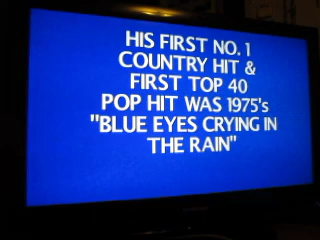 HIS FIRST NO. 1
COUNTRY HIT &
FIRST TOP 40
POP HIT WAS 1975's
"BLUE EYES CRYING IN
THE RAIN"